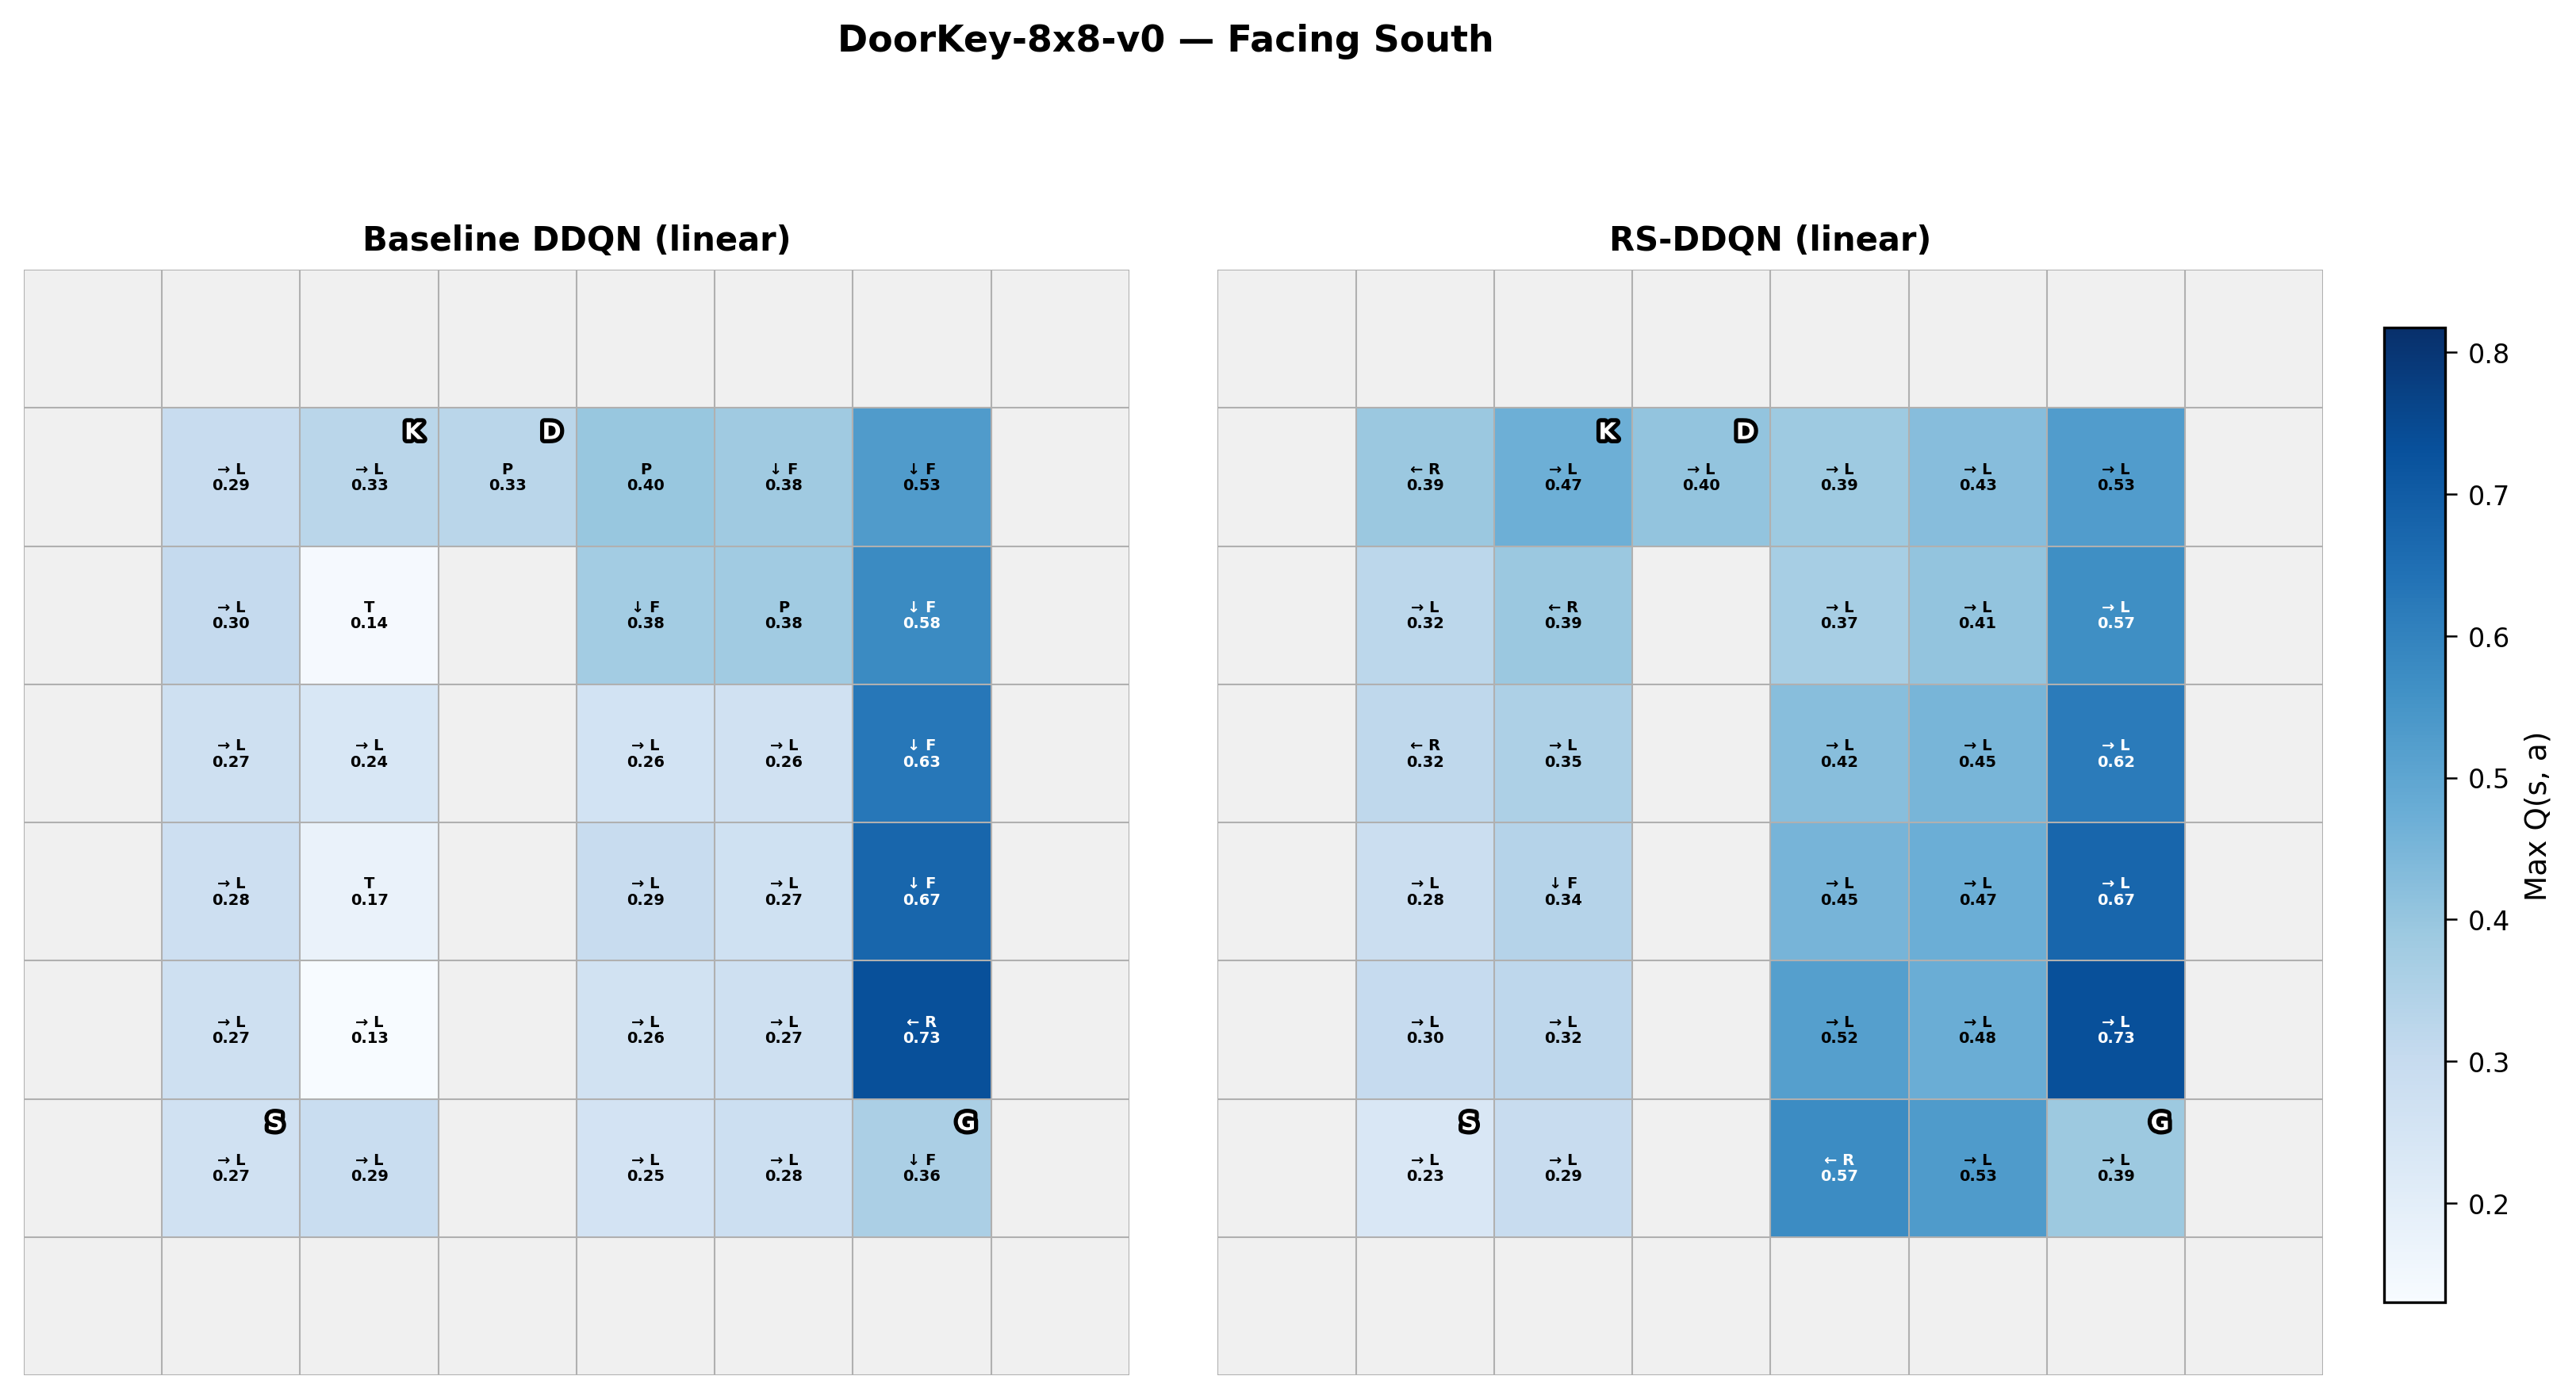 DoorKey-8x8-v0 — Facing South
Baseline DDQN (linear)
K
D
→ L
0.29
→ L
0.33
P
0.33
P
0.40
↓ F
0.38
↓ F
0.53
→ L
0.30
T
0.14
↓ F
0.38
P
0.38
↓ F
0.58
→ L
0.27
→ L
0.24
→ L
0.26
→ L
0.26
↓ F
0.63
→ L
0.28
T
0.17
→ L
0.29
→ L
0.27
↓ F
0.67
→ L
0.27
→ L
0.13
→ L
0.26
→ L
0.27
← R
0.73
S
G
→ L
0.27
→ L
0.29
→ L
0.25
→ L
0.28
↓ F
0.36
RS-DDQN (linear)
K
D
← R
0.39
→ L
0.47
→ L
0.40
→ L
0.39
→ L
0.43
→ L
0.53
→ L
0.32
← R
0.39
→ L
0.37
→ L
0.41
→ L
0.57
← R
0.32
→ L
0.35
→ L
0.42
→ L
0.45
→ L
0.62
→ L
0.28
↓ F
0.34
→ L
0.45
→ L
0.47
→ L
0.67
→ L
0.30
→ L
0.32
→ L
0.52
→ L
0.48
→ L
0.73
S
G
→ L
0.23
→ L
0.29
← R
0.57
→ L
0.53
→ L
0.39
0.8
0.7
0.6
0.5
0.4
0.3
0.2
Max Q(s, a)